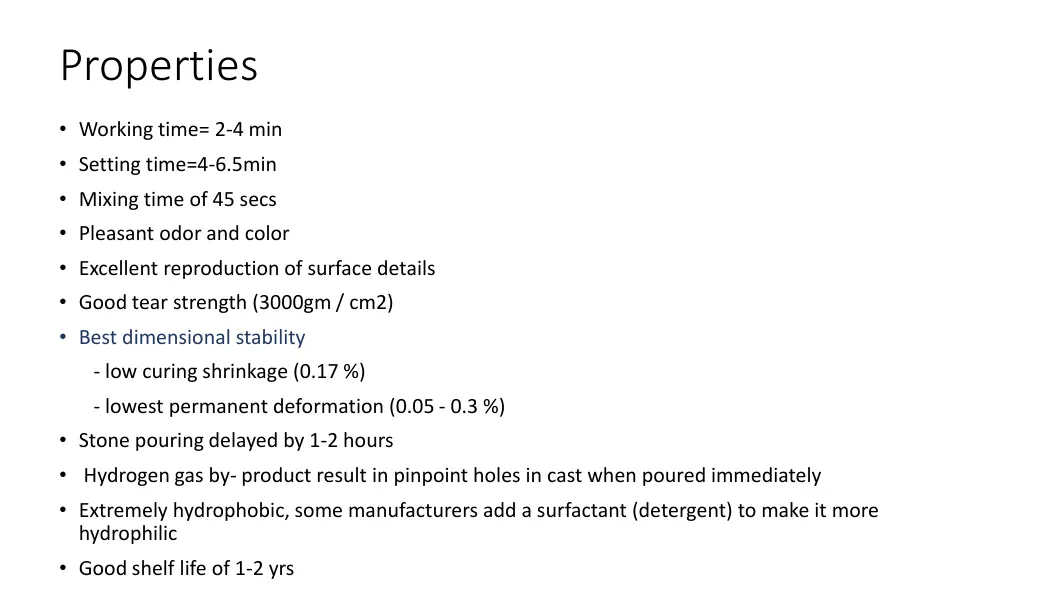 Properties
• Working time= 2-4 min
• Setting time=4-6.5min
• Mixing time of 45 secs
• Pleasant odor and color
• Excellent reproduction of surface details
• Good tear strength (3000gm / cm2)
• Best dimensional stability
- low curing shrinkage (0.17 %)
- lowest permanent deformation (0.05 - 0.3 %)
• Stone pouring delayed by 1-2 hours
• Hydrogen gas by- product result in pinpoint holes in cast when poured immediately
• Extremely hydrophobic, some manufacturers add a surfactant (detergent) to make it more
hydrophilic
• Good shelf life of 1-2 yrs